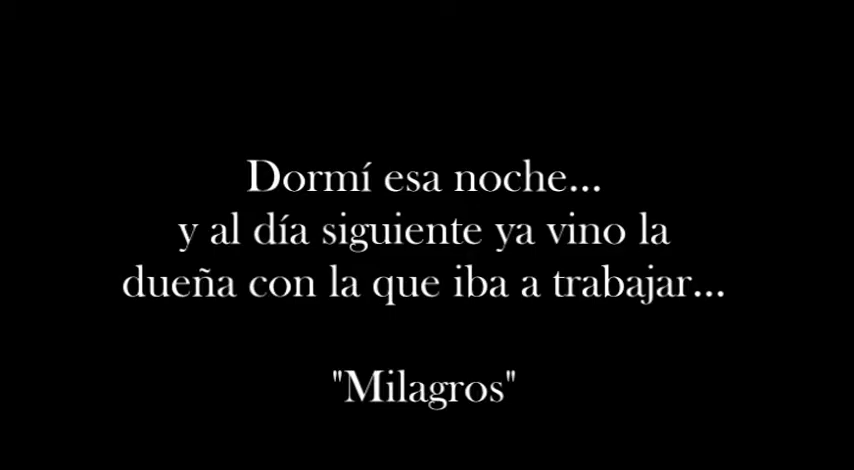 Dormí esa noche...
y al día siguiente ya vino la
dueña con la que iba a trabajar...
"Milagros"